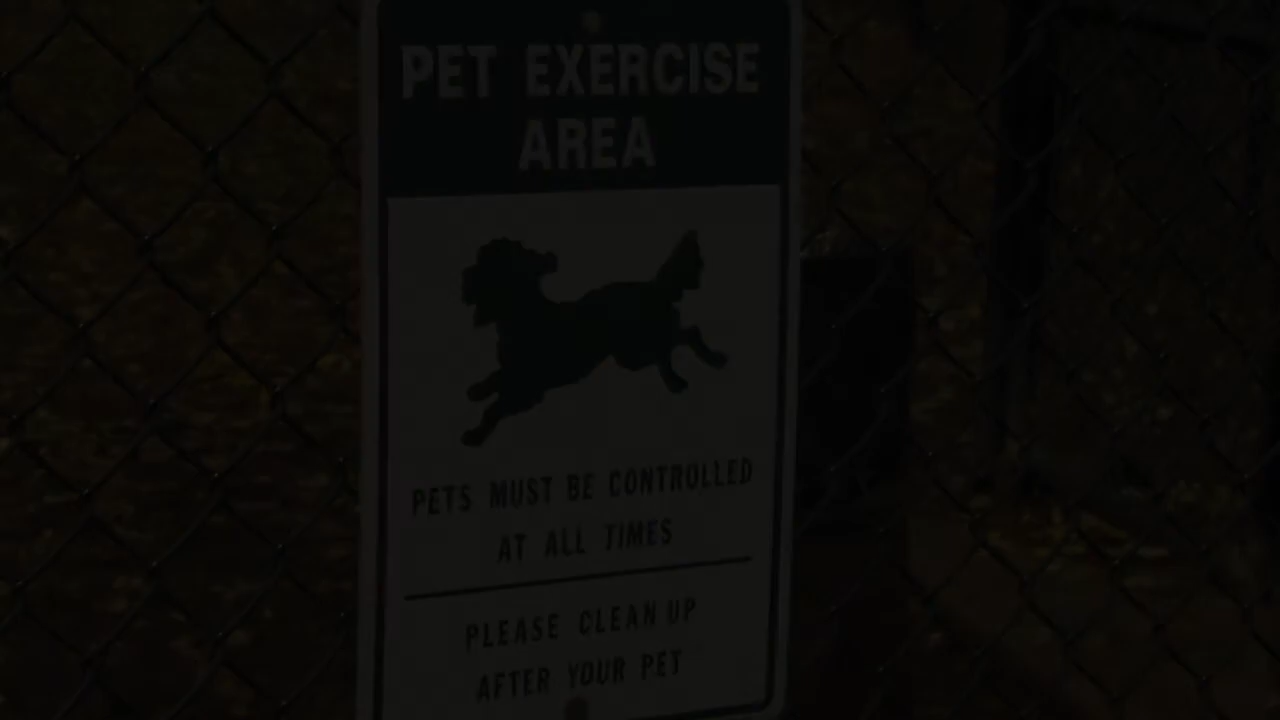 PET EXERCISE
AREA
PETS MUST BE CONTROLLED
AT ALL TIMES
PLEASE CLEAN UP
AFTER YOUR PET